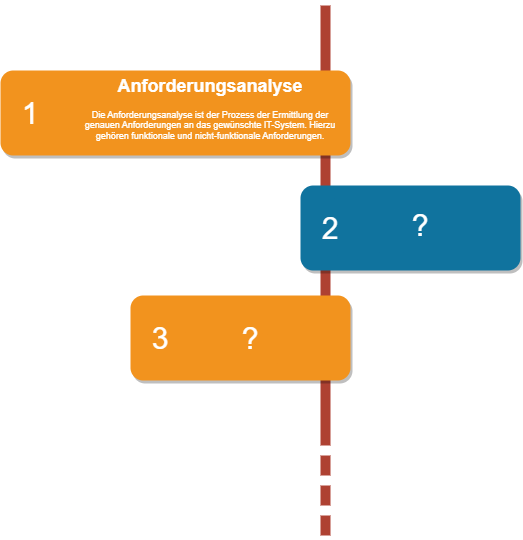 Anforderungsanalyse
1
Die Anforderungsanalyse ist der Prozess der Ermittlung der
genauen Anforderungen an das gewünschte IT-System. Hierzu
gehören funktionale und nicht-funktionale Anforderungen.
2 ?
3 ?